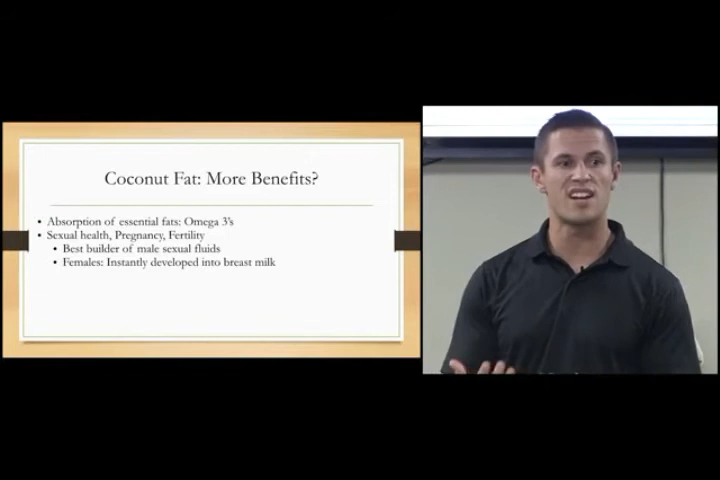 Coconut Fat: More Benefits?
• Absorption of essential fats: Omega 3's
• Sexual health, Pregnancy, Fertility
• Best builder of male sexual fluids
• Females: Instantly developed into breast milk